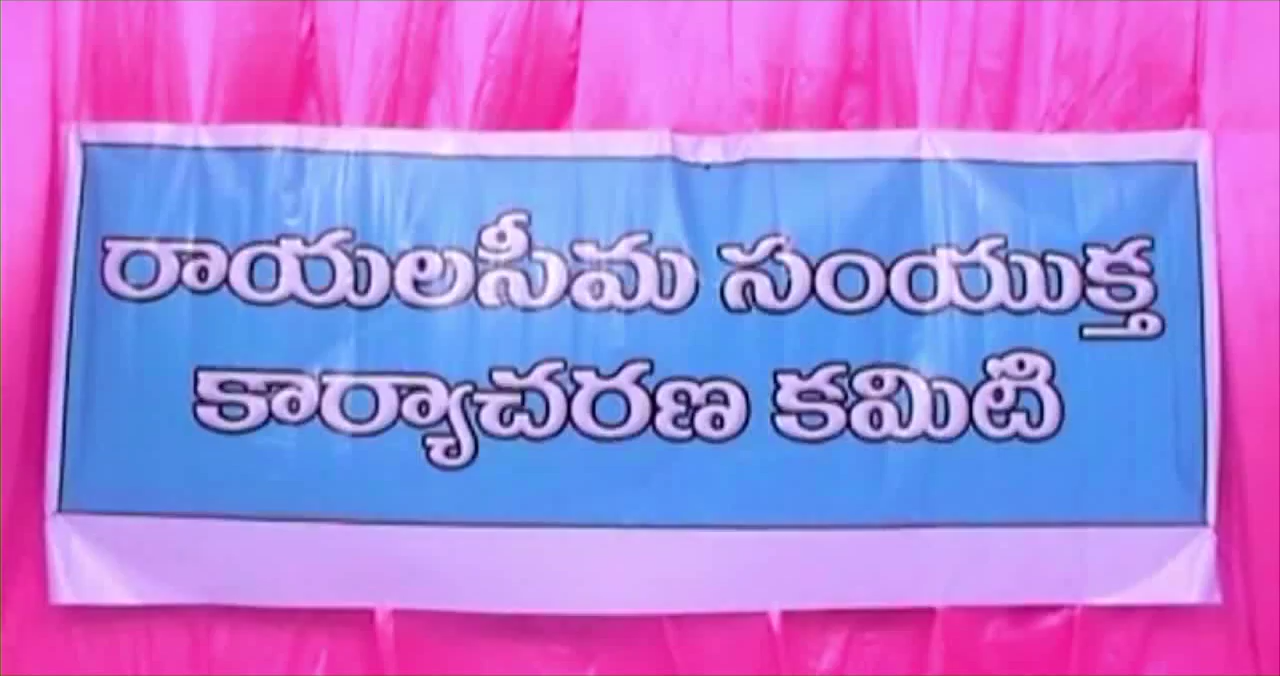 రాయలసీమ సంయుక్త
కార్యాచరణ కమిటి